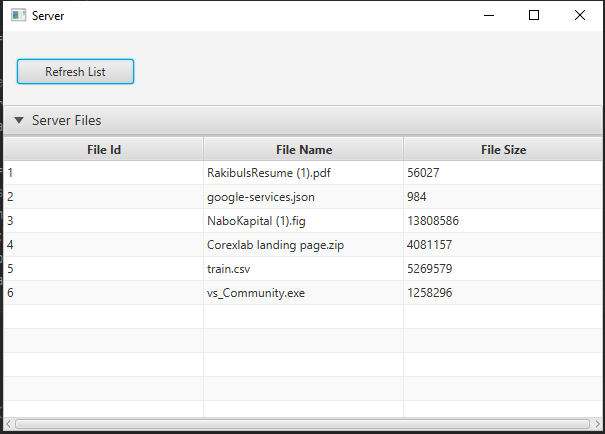 Server
Refresh List
Server Files
File Id File Name File Size
1 RakibulsResume (1).pdf 56027
2 google-services.json 984
3 NaboKapital (1).fig 13808586
4 Corexlab landing page.zip 4081157
5 train.csv 5269579
6 vs_Community.exe 1258296